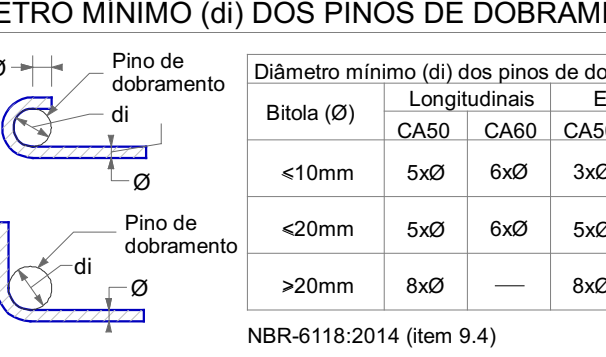 ETRO MÍNIMO (di) DOS PINOS DE DOBRAM
Ø
Pino de
dobramento
di
Ø
Pino de
dobramento
di
Ø
Diâmetro mínimo (di) dos pinos de do
Bitola (Ø) Longitudinais E
CA50 CA60 CA50
≤10mm 5xØ 6xØ 3xØ
≤20mm 5xØ 6xØ 5xØ
>20mm 8xØ — 8xØ
NBR-6118:2014 (item 9.4)